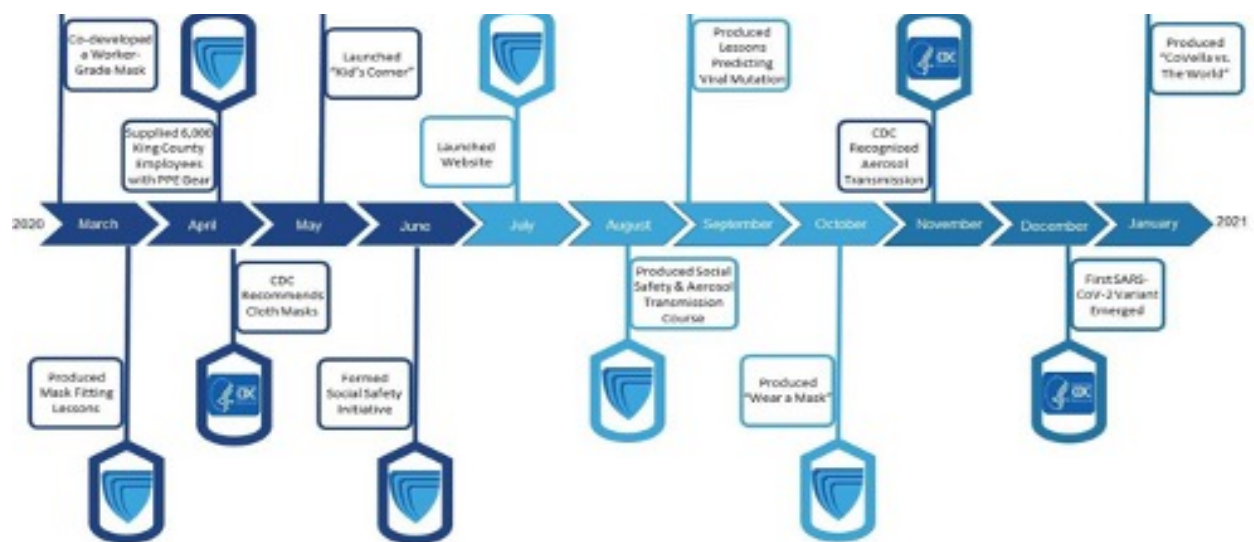 Co-developed
a Worker-
Grade Mask
Supplied 6,000
King County
Employees
with PPE Gear
Launched
"Kid's Corner"
Launched
Website
Produced
Lessons
Predicting
Viral Mutation
CDC
CDC
Recognized
Aerosol
Transmission
Produced
"CoVella vs.
The World"
2020
March
April
May
June
July
August
September
October
November
December
January
2021
Produced
Mask Fitting
Lessons
CDC
Recommends
Cloth Masks
CDC
Formed
Social Safety
Initiative
Produced Social
Safety & Aerosol
Transmission
Course
Produced
"Wear a Mask"
First SARS-
CoV-2 Variant
Emerged
CDC